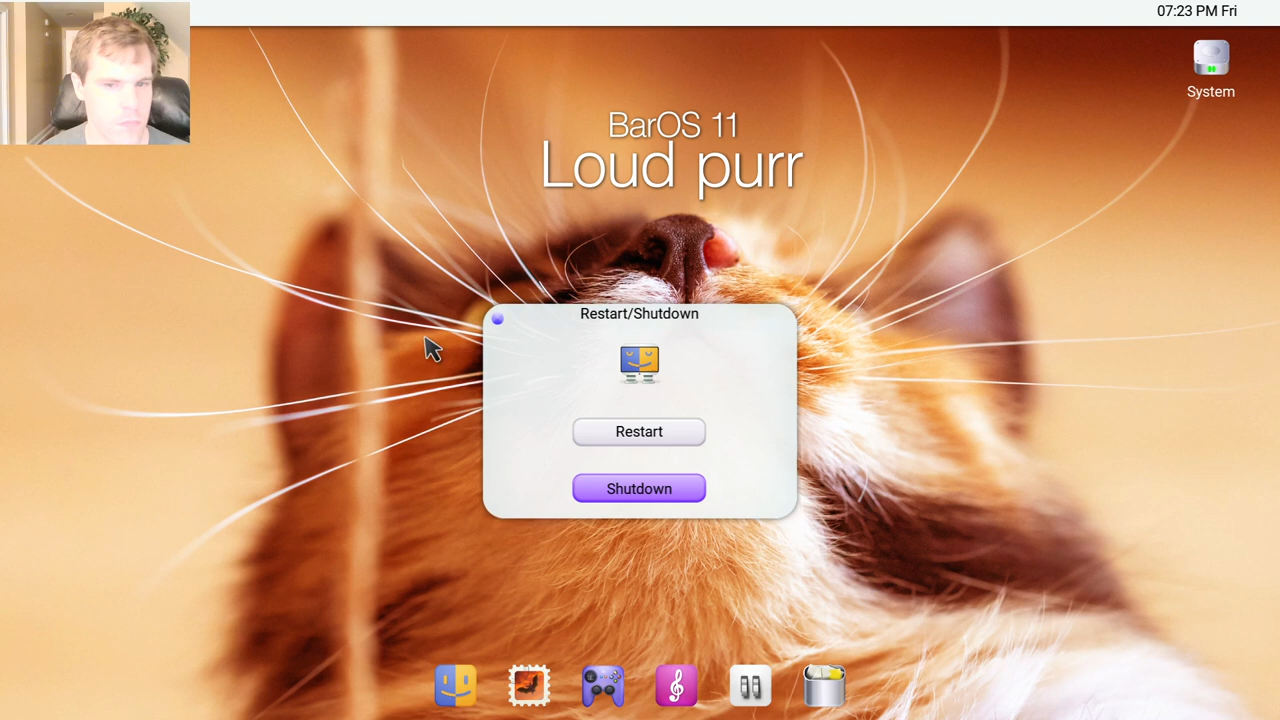 07:23 PM Fri
System
BarOS 11
Loud purr
Restart/Shutdown
Restart
Shutdown